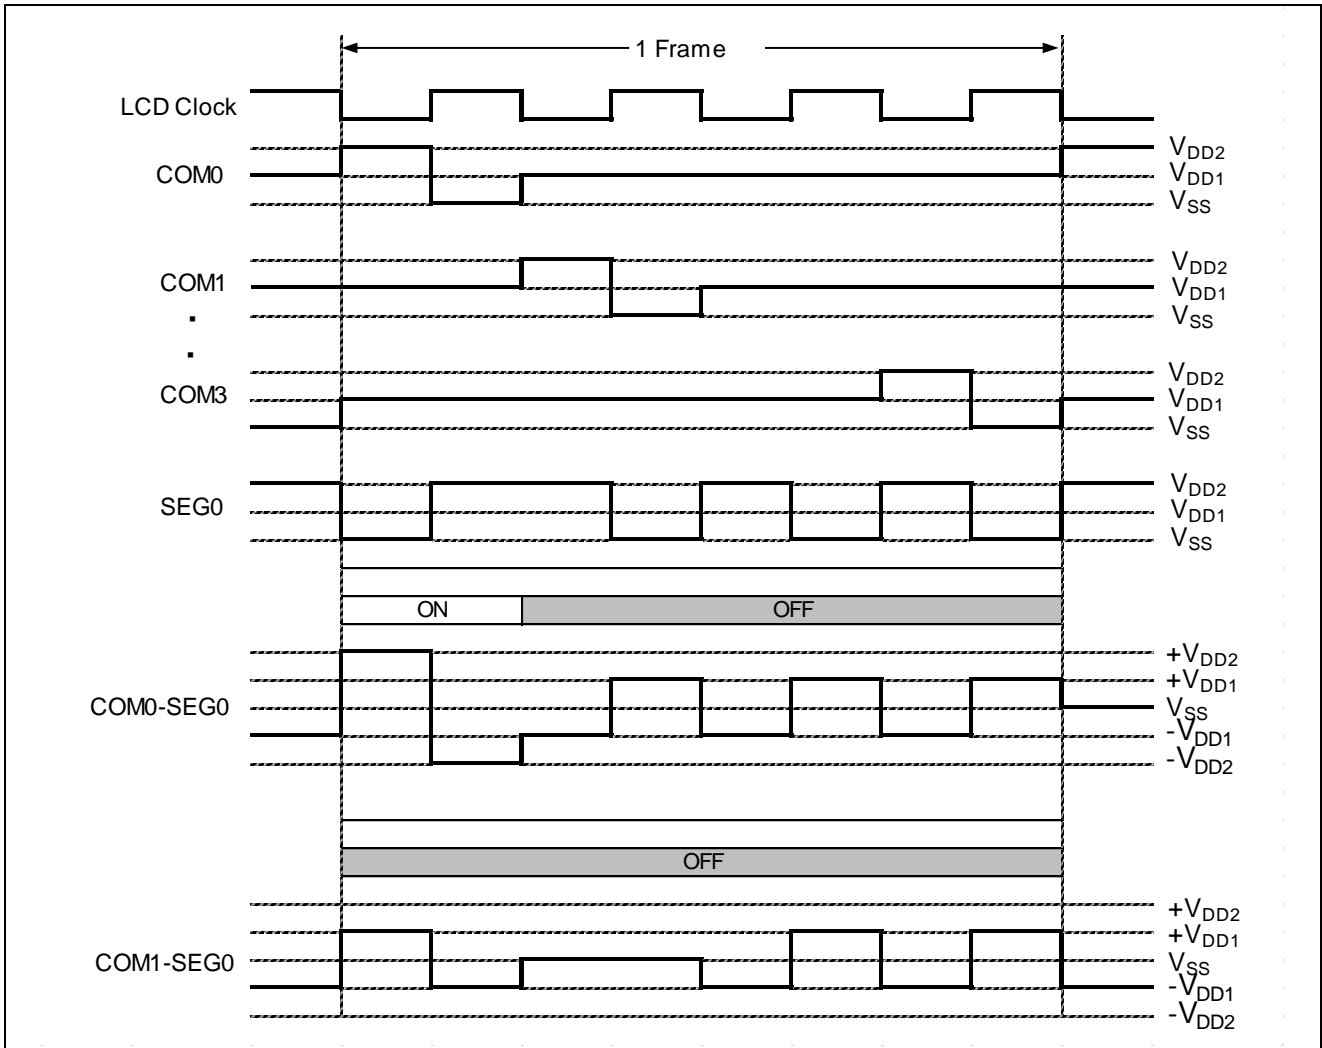 1 Frame
LCD Clock
VDD2
COM0
VDD1
VSS
VDD2
COM1
VDD1
VSS
VDD2
COM3
VDD1
VSS
VDD2
SEG0
VDD1
VSS
ON OFF
+VDD2
+VDD1
COM0-SEG0
VSS
-VDD1
-VDD2
OFF
+VDD2
+VDD1
COM1-SEG0
VSS
-VDD1
-VDD2